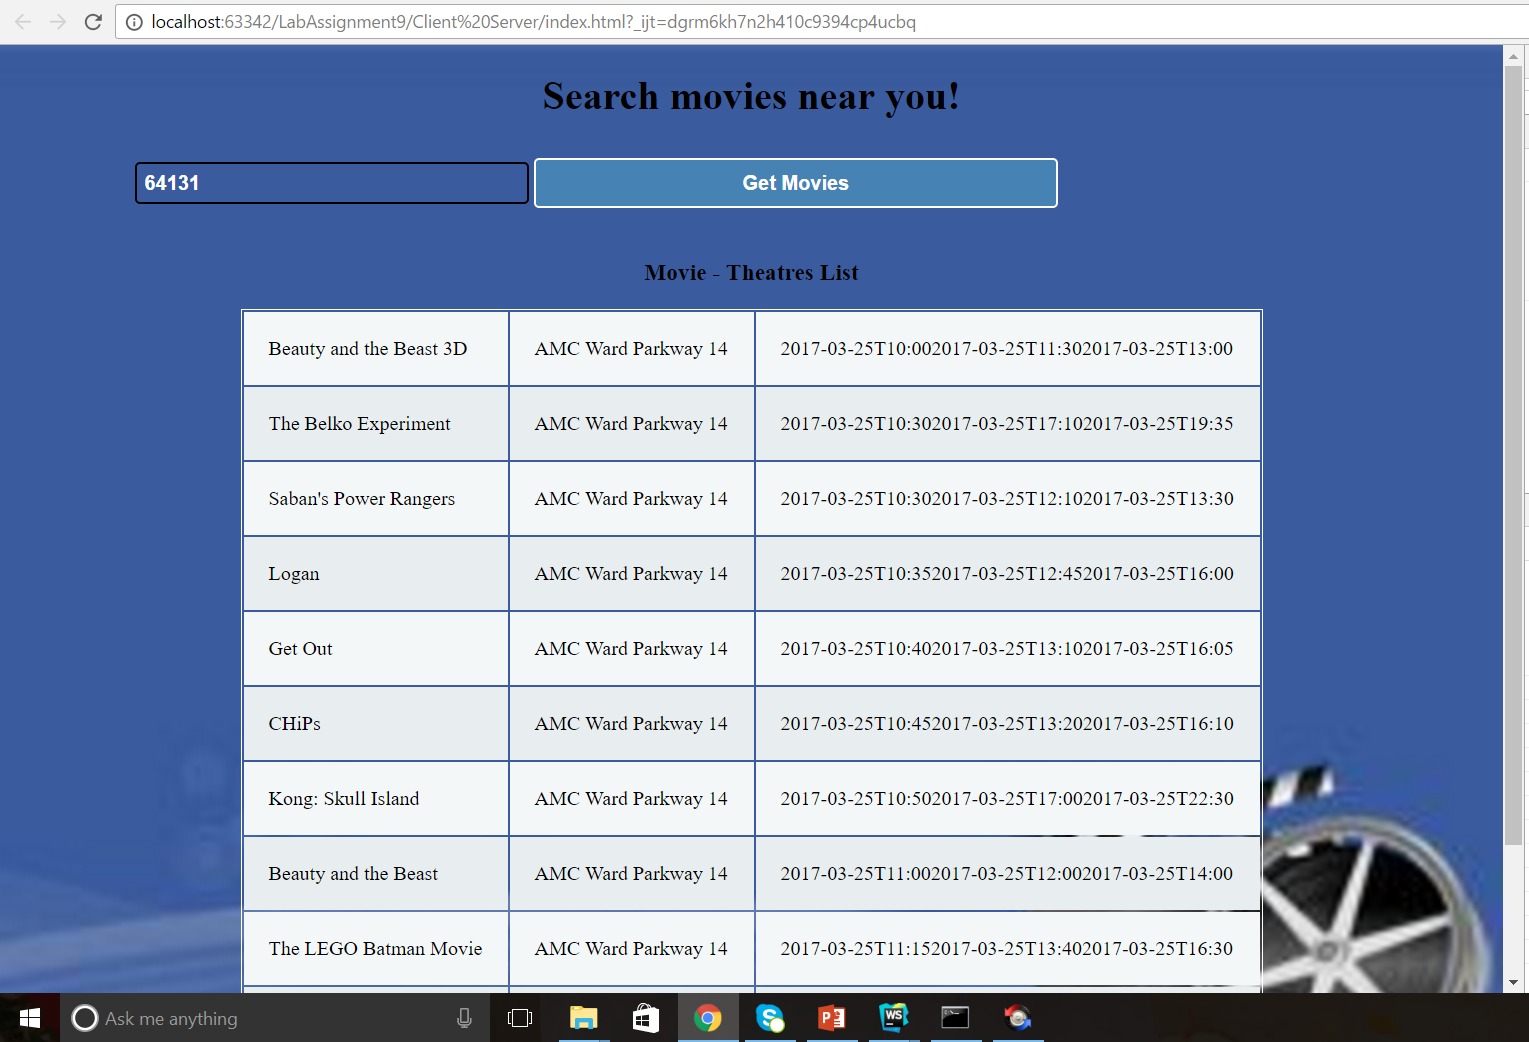 localhost:63342/LabAssignment9/Client%20Server/index.html?_ijt=dgrm6kh7n2h410c9394cp4ucbq
Search movies near you!
64131 Get Movies
Movie - Theatres List
Beauty and the Beast 3D AMC Ward Parkway 14 2017-03-25T10:002017-03-25T11:302017-03-25T13:00
The Belko Experiment AMC Ward Parkway 14 2017-03-25T10:302017-03-25T17:102017-03-25T19:35
Saban's Power Rangers AMC Ward Parkway 14 2017-03-25T10:302017-03-25T12:102017-03-25T13:30
Logan AMC Ward Parkway 14 2017-03-25T10:352017-03-25T12:452017-03-25T16:00
Get Out AMC Ward Parkway 14 2017-03-25T10:402017-03-25T13:102017-03-25T16:05
CHiPs AMC Ward Parkway 14 2017-03-25T10:452017-03-25T13:202017-03-25T16:10
Kong: Skull Island AMC Ward Parkway 14 2017-03-25T10:502017-03-25T17:002017-03-25T22:30
Beauty and the Beast AMC Ward Parkway 14 2017-03-25T11:002017-03-25T12:002017-03-25T14:00
The LEGO Batman Movie AMC Ward Parkway 14 2017-03-25T11:152017-03-25T13:402017-03-25T16:30
Ask me anything